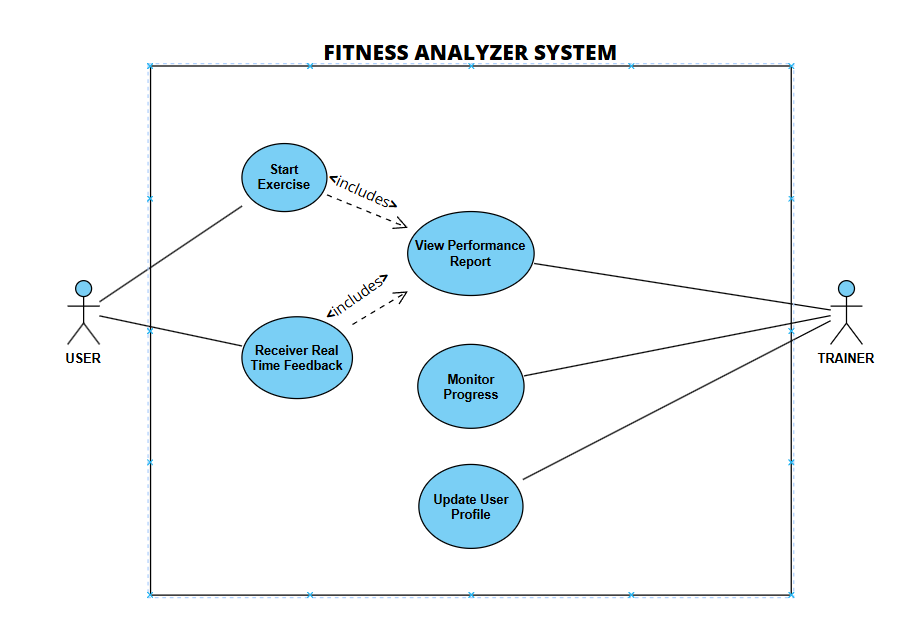 FITNESS ANALYZER SYSTEM
Start
Exercise
<includes>
View Performance
Report
<includes>
Receiver Real
Time Feedback
USER
TRAINER
Monitor
Progress
Update User
Profile